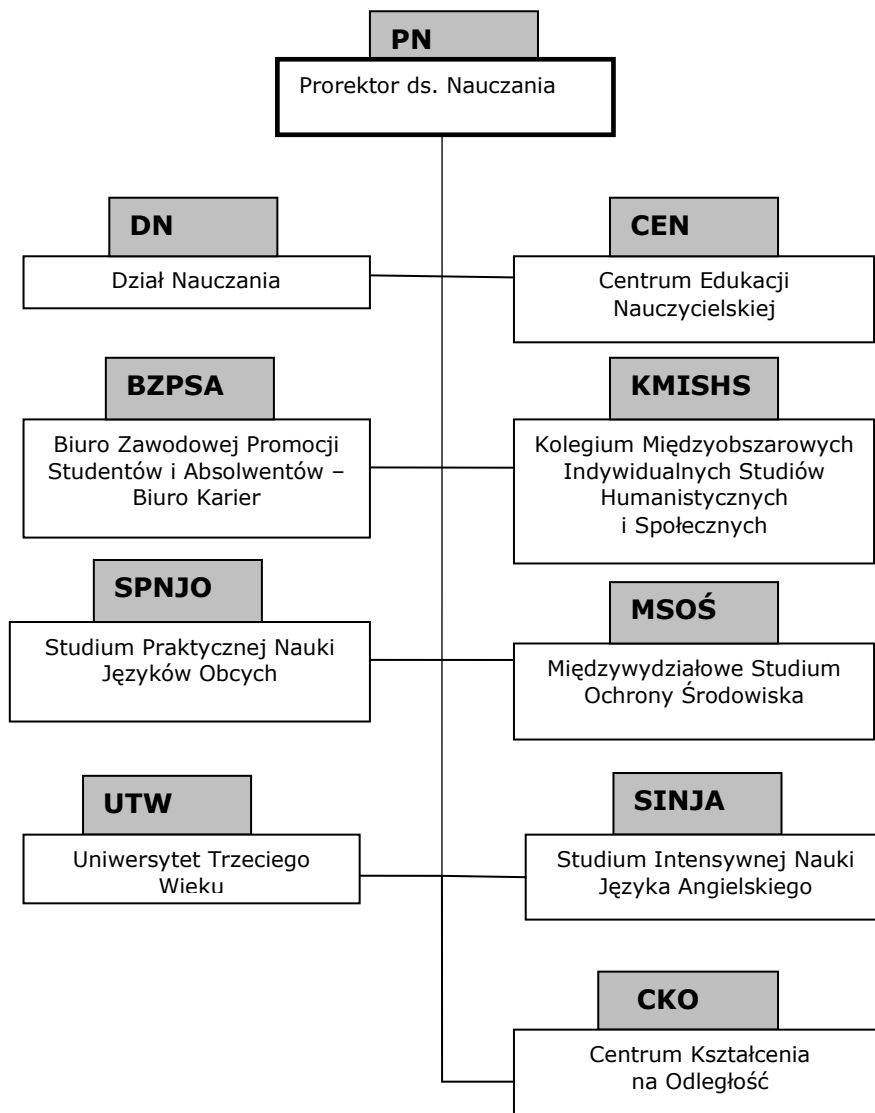 PN
Prorektor ds. Nauczania
DN
Dział Nauczania
CEN
Centrum Edukacji
Nauczycielskiej
BZPSA
Biuro Zawodowej Promocji
Studentów i Absolwentów –
Biuro Karier
KMISHS
Kolegium Międzyobszarowych
Indywidualnych Studiów
Humanistycznych
i Społecznych
SPNJO
Studium Praktycznej Nauki
Języków Obcych
MSOŚ
Międzywydziałowe Studium
Ochrony Środowiska
UTW
Uniwersytet Trzeciego
Wieku
SINJA
Studium Intensywnej Nauki
Języka Angielskiego
CKO
Centrum Kształcenia
na Odległość